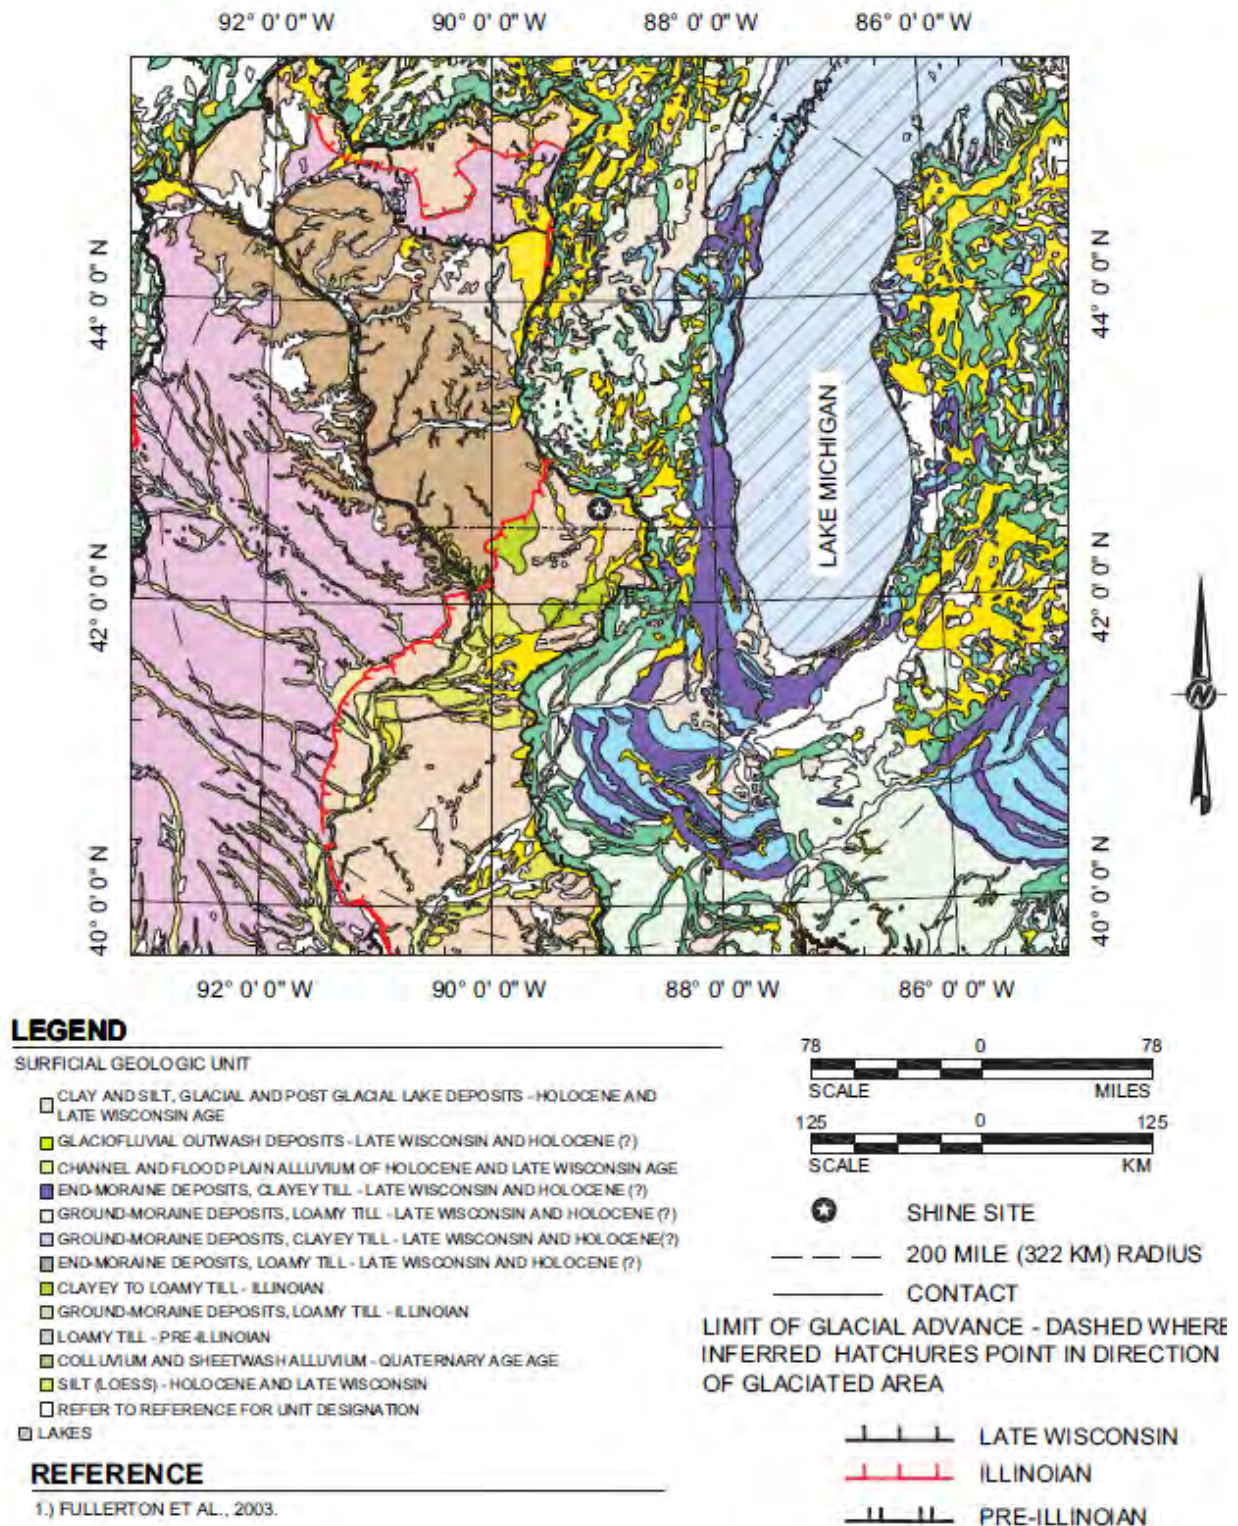 92° 0' 0" W 90° 0' 0" W 88° 0' 0" W 86° 0' 0" W
44° 0' 0" N
44° 0' 0" N
LAKE MICHIGAN
42° 0' 0" N
42° 0' 0" N
N
40° 0' 0" N
40° 0' 0" N
92° 0' 0" W 90° 0' 0" W 88° 0' 0" W 86° 0' 0" W
LEGEND
SURFICIAL GEOLOGIC UNIT
CLAY AND SILT, GLACIAL AND POST GLACIAL LAKE DEPOSITS - HOLOCENE AND
LATE WISCONSIN AGE
GLACIOFLUVIAL OUTWASH DEPOSITS - LATE WISCONSIN AND HOLOCENE (?)
CHANNEL AND FLOOD PLAIN ALLUVIUM OF HOLOCENE AND LATE WISCONSIN AGE
END-MORAINE DEPOSITS, CLAYEY TILL - LATE WISCONSIN AND HOLOCENE (?)
GROUND-MORAINE DEPOSITS, LOAMY TILL - LATE WISCONSIN AND HOLOCENE (?)
GROUND-MORAINE DEPOSITS, CLAYEY TILL - LATE WISCONSIN AND HOLOCENE(?)
END-MORAINE DEPOSITS, LOAMY TILL - LATE WISCONSIN AND HOLOCENE (?)
CLAYEY TO LOAMY TILL - ILLINOIAN
GROUND-MORAINE DEPOSITS, LOAMY TILL - ILLINOIAN
LOAMY TILL - PRE-ILLINOIAN
COLLUVIUM AND SHEETWASH ALLUVIUM - QUATERNARY AGE AGE
SILT (LOESS) - HOLOCENE AND LATE WISCONSIN
REFER TO REFERENCE FOR UNIT DESIGNATION
LAKES
REFERENCE
1.) FULLERTON ET AL., 2003.
78 0 78
SCALE MILES
125 0 125
SCALE KM
SHINE SITE
200 MILE (322 KM) RADIUS
CONTACT
LIMIT OF GLACIAL ADVANCE - DASHED WHERE
INFERRED HATCHURES POINT IN DIRECTION
OF GLACIATED AREA
LATE WISCONSIN
ILLINOIAN
PRE-ILLINOIAN